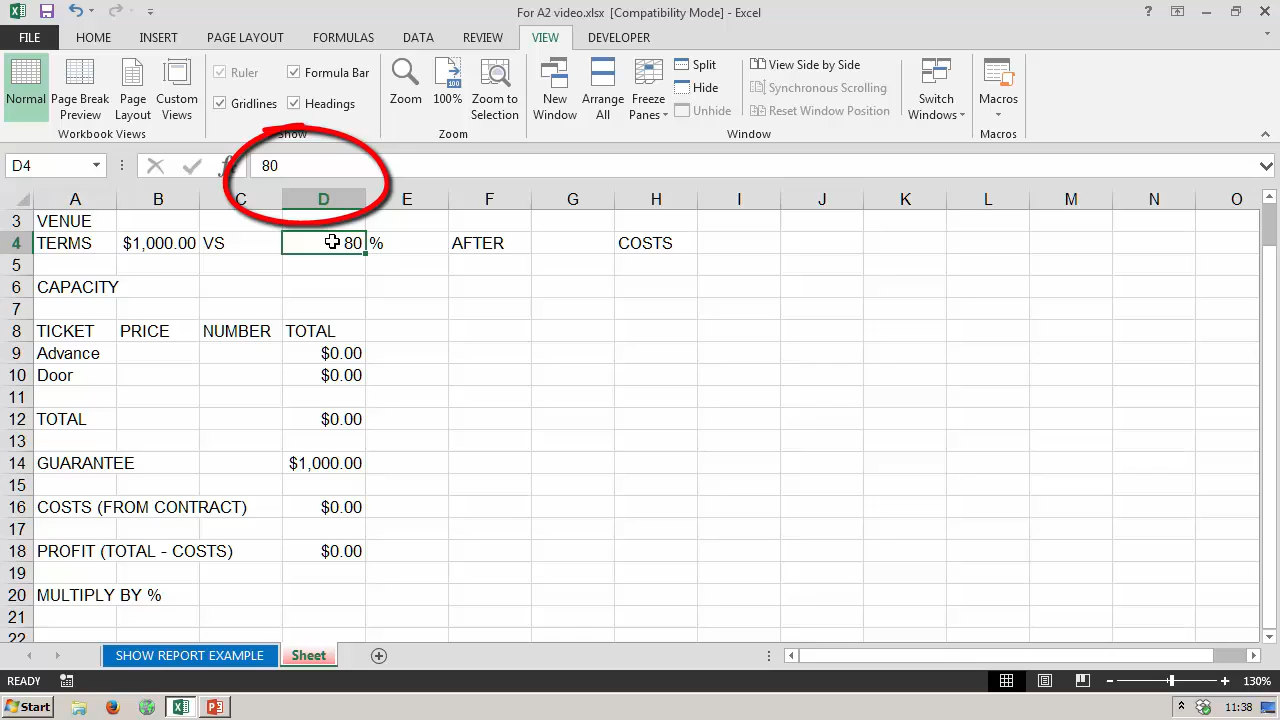 For A2 video.xlsx [Compatibility Mode] - Excel
FILE HOME INSERT PAGE LAYOUT FORMULAS DATA REVIEW VIEW DEVELOPER
Normal
Page Break Preview
Page Layout
Custom Views
Workbook Views
Ruler
Formula Bar
Gridlines
Headings
Show
Zoom
100%
Zoom to Selection
Zoom
New Window
Arrange All
Freeze Panes
Split
Hide
Unhide
View Side by Side
Synchronous Scrolling
Reset Window Position
Window
Switch Windows
Macros
Macros
D4 80
A B C D E F G H I J K L M N O
3 VENUE
4 TERMS $1,000.00 VS 80 % AFTER COSTS
5
6 CAPACITY
7
8 TICKET PRICE NUMBER TOTAL
9 Advance $0.00
10 Door $0.00
11
12 TOTAL $0.00
13
14 GUARANTEE $1,000.00
15
16 COSTS (FROM CONTRACT) $0.00
17
18 PROFIT (TOTAL - COSTS) $0.00
19
20 MULTIPLY BY %
21
22
SHOW REPORT EXAMPLE Sheet
READY 130%
Start 11:38